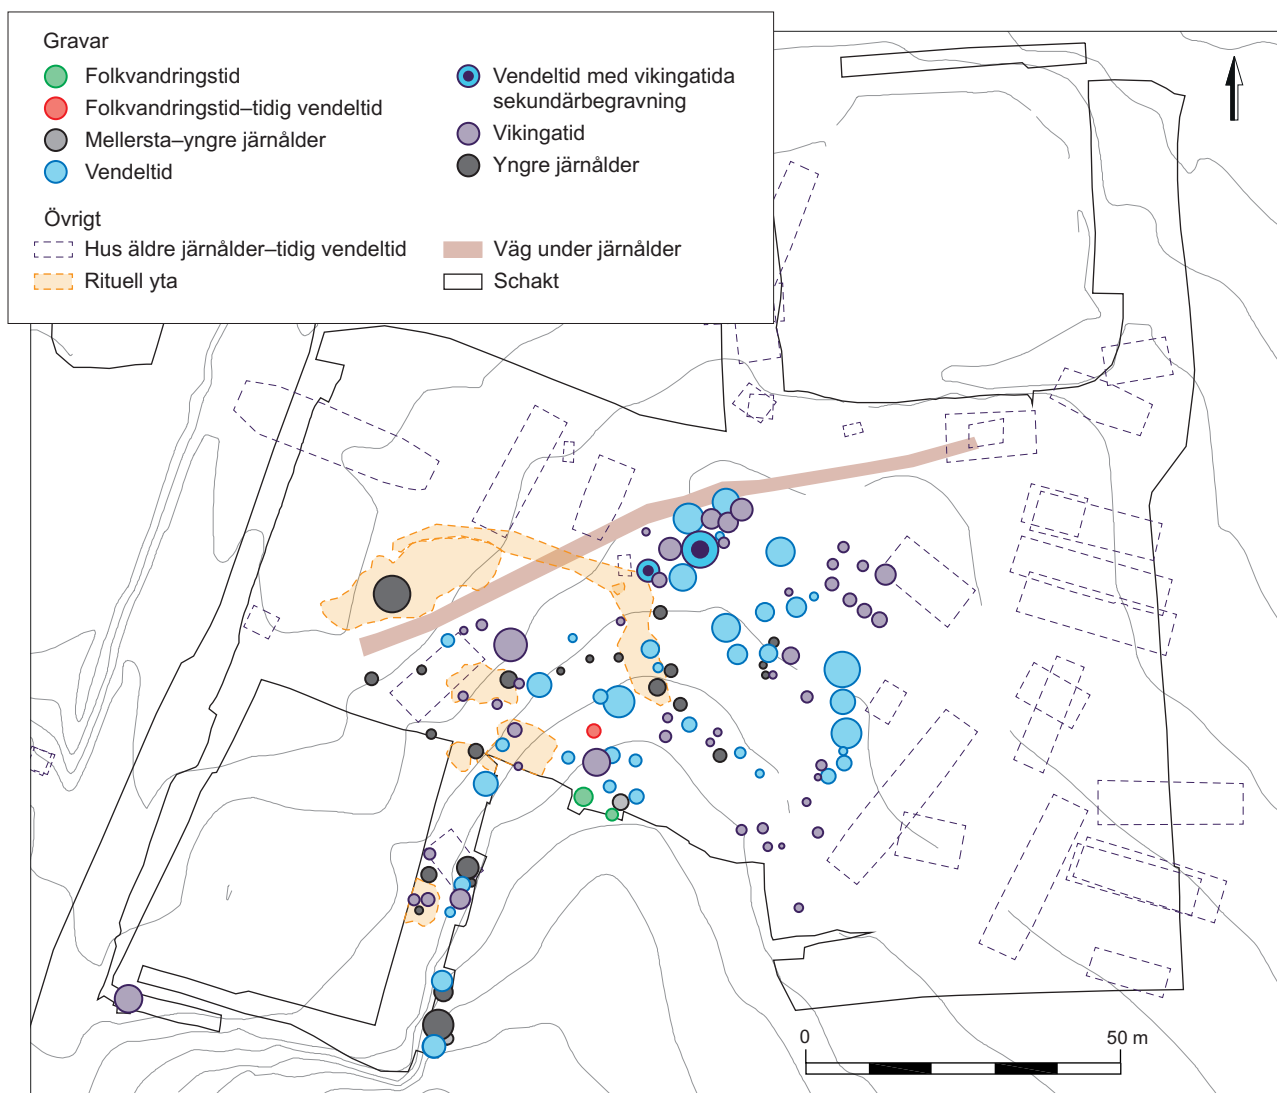 Gravar
Folkvandringstid
Folkvandringstid–tidig vendeltid
Mellersta–yngre järnålder
Vendeltid
Vendeltid med vikingatida
sekundärbegravning
Vikingatid
Yngre järnålder
Övrigt
Hus äldre järnålder–tidig vendeltid
Rituell yta
Väg under järnålder
Schakt
0
50 m